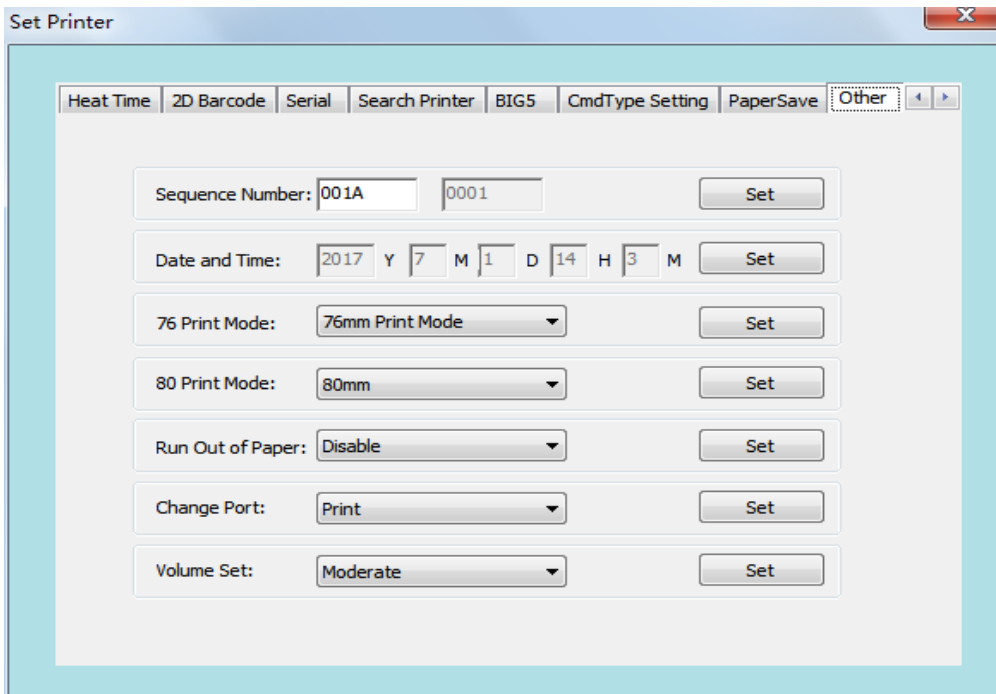 Set Printer
Heat Time 2D Barcode Serial Search Printer BIG5 CmdType Setting PaperSave Other
Sequence Number: 001A 0001 Set
Date and Time: 2017 Y 7 M 1 D 14 H 3 M Set
76 Print Mode: 76mm Print Mode Set
80 Print Mode: 80mm Set
Run Out of Paper: Disable Set
Change Port: Print Set
Volume Set: Moderate Set